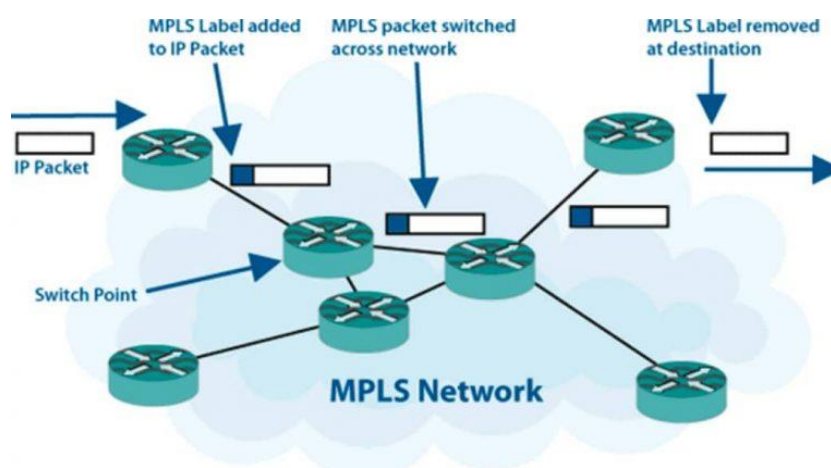 MPLS Label added
to IP Packet
MPLS packet switched
across network
MPLS Label removed
at destination
IP Packet
Switch Point
MPLS Network